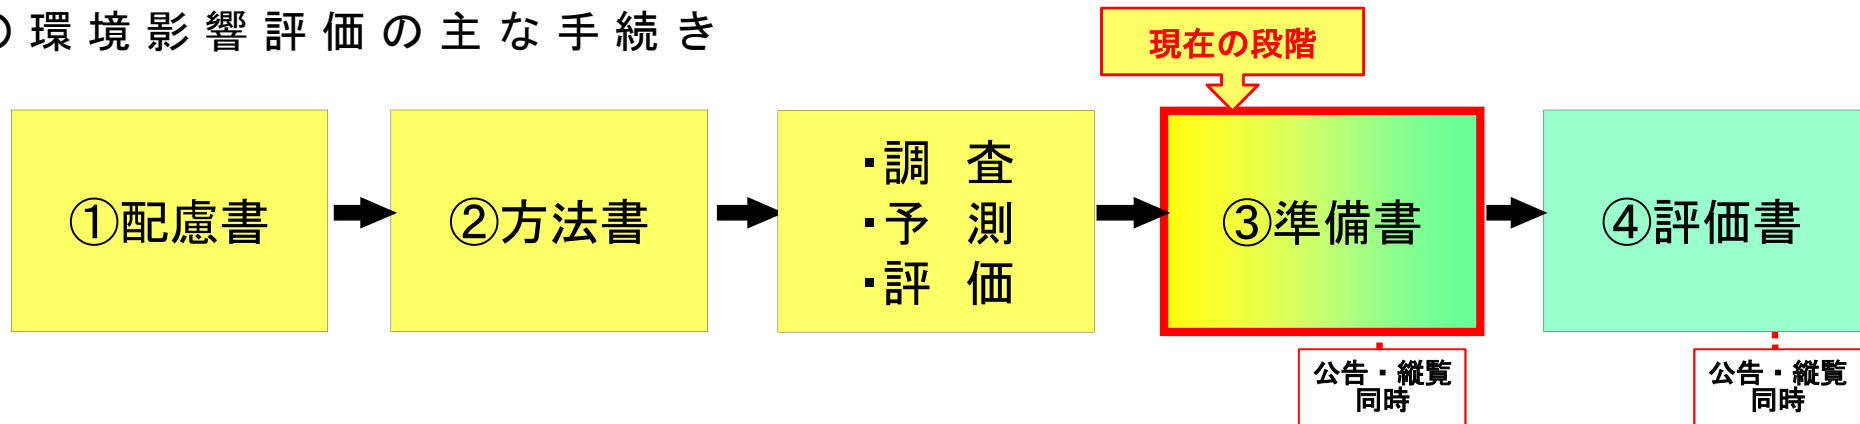 の環境影響評価の主な手続き
現在の段階
①配慮書
②方法書
・調　査
・予　測
・評　価
③準備書
④評価書
公告・縦覧
同時
公告・縦覧
同時